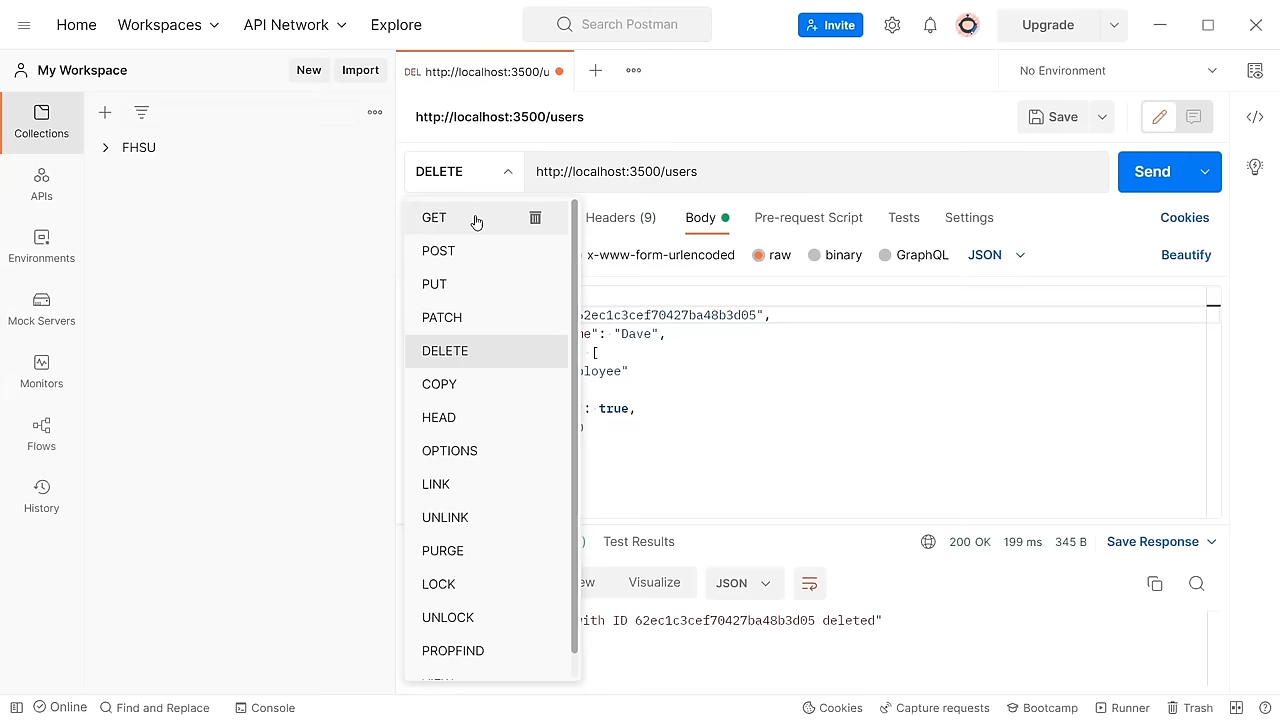 Home Workspaces API Network Explore Search Postman Invite Upgrade
My Workspace New Import DEL http://localhost:3500/u No Environment
Collections
APIs
Environments
Mock Servers
Monitors
Flows
History
FHSU
http://localhost:3500/users Save
DELETE http://localhost:3500/users Send
Headers (9) Body Pre-request Script Tests Settings Cookies
x-www-form-urlencoded raw binary GraphQL JSON Beautify
GET
POST
PUT
PATCH
DELETE
COPY
HEAD
OPTIONS
LINK
UNLINK
PURGE
LOCK
UNLOCK
PROPFIND
62ec1c3cef70427ba48b3d05",
me": "Dave",
[
ployee"
: true,
) Test Results 200 OK 199 ms 345 B Save Response
ew Visualize JSON
with ID 62ec1c3cef70427ba48b3d05 deleted"
Online Find and Replace Console Cookies Capture requests Bootcamp Runner Trash